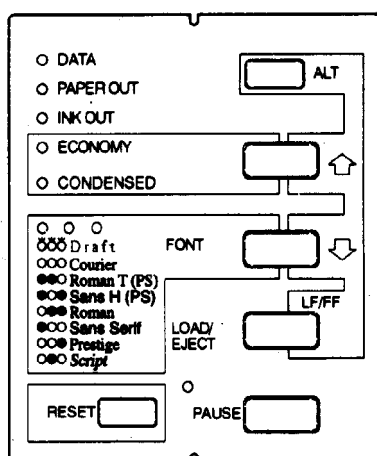 DATA
ALT
PAPER OUT
INK OUT
ECONOMY
CONDENSED
FONT
Draft
Courier
Roman T (PS)
Sans H (PS)
Roman
Sans Serif
Prestige
Script
LF/FF
LOAD/
EJECT
RESET
PAUSE